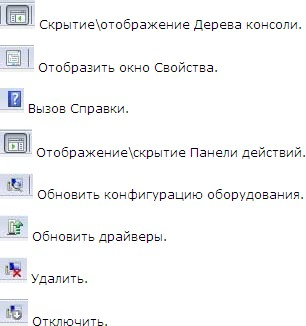 Скрытие\отображение Дерева консоли.
Отобразить окно Свойства.
Вызов Справки.
Отображение\скрытие Панели действий.
Обновить конфигурацию оборудования.
Обновить драйверы.
Удалить.
Отключить.